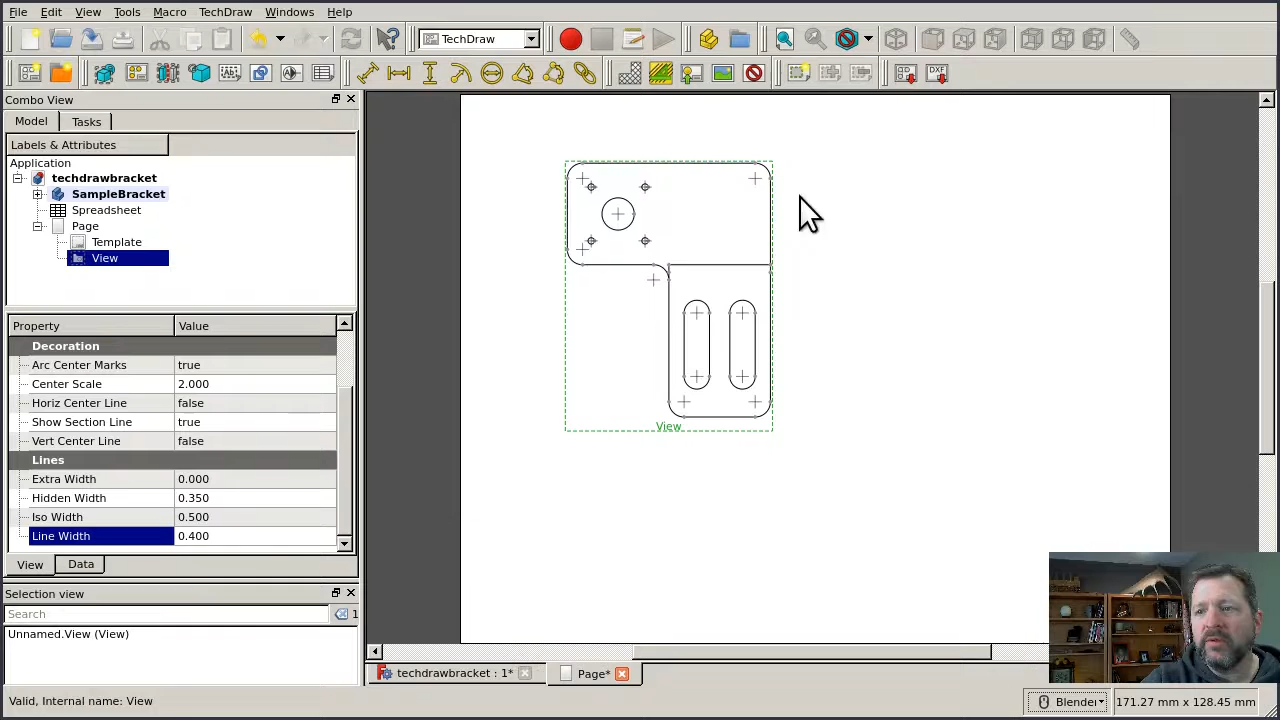 File Edit View Tools Macro TechDraw Windows Help
TechDraw
Combo View
Model Tasks
Labels & Attributes
Application
techdrawbracket
SampleBracket
Spreadsheet
Page
Template
View
Property Value
Decoration
Arc Center Marks true
Center Scale 2.000
Horiz Center Line false
Show Section Line true
Vert Center Line false
Lines
Extra Width 0.000
Hidden Width 0.350
Iso Width 0.500
Line Width 0.400
View Data
Selection view
Search 1
Unnamed.View (View)
View
techdrawbracket : 1* Page*
Valid, Internal name: View
Blender 171.27 mm x 128.45 mm